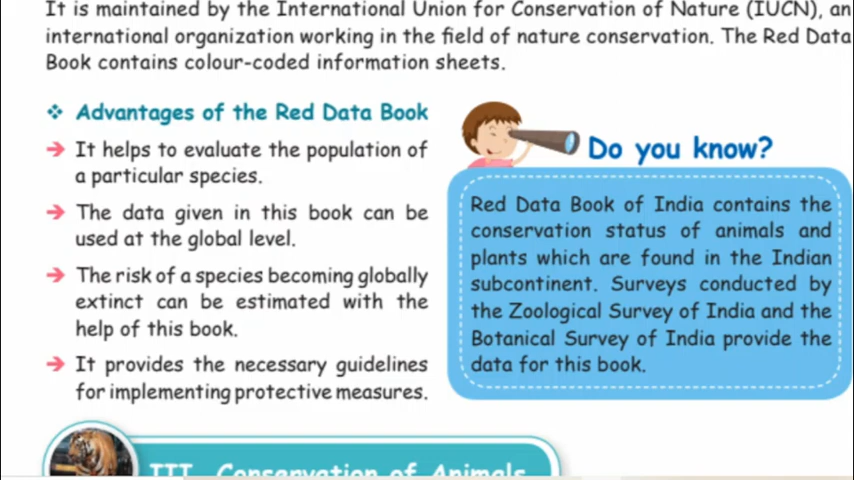 It is maintained by the International Union for Conservation of Nature (IUCN), an
international organization working in the field of nature conservation. The Red Data
Book contains colour-coded information sheets.
Advantages of the Red Data Book
It helps to evaluate the population of
a particular species.
The data given in this book can be
used at the global level.
The risk of a species becoming globally
extinct can be estimated with the
help of this book.
It provides the necessary guidelines
for implementing protective measures.
Do you know?
Red Data Book of India contains the
conservation status of animals and
plants which are found in the Indian
subcontinent. Surveys conducted by
the Zoological Survey of India and the
Botanical Survey of India provide the
data for this book.
III. Conservation of Animals